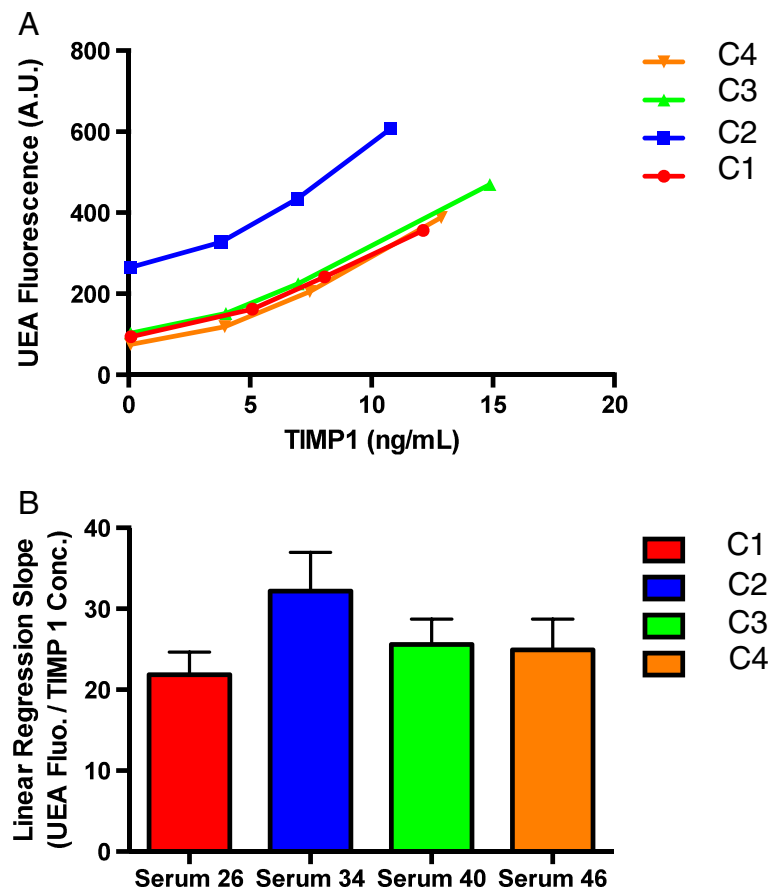 A
UEA Fluorescence (A.U.)
800
600
400
200
0
0 5 10 15 20
TIMP1 (ng/mL)
C4
C3
C2
C1
B
Linear Regression Slope
(UEA Fluo. / TIMP 1 Conc.)
40
30
20
10
0
Serum 26 Serum 34 Serum 40 Serum 46
C1
C2
C3
C4